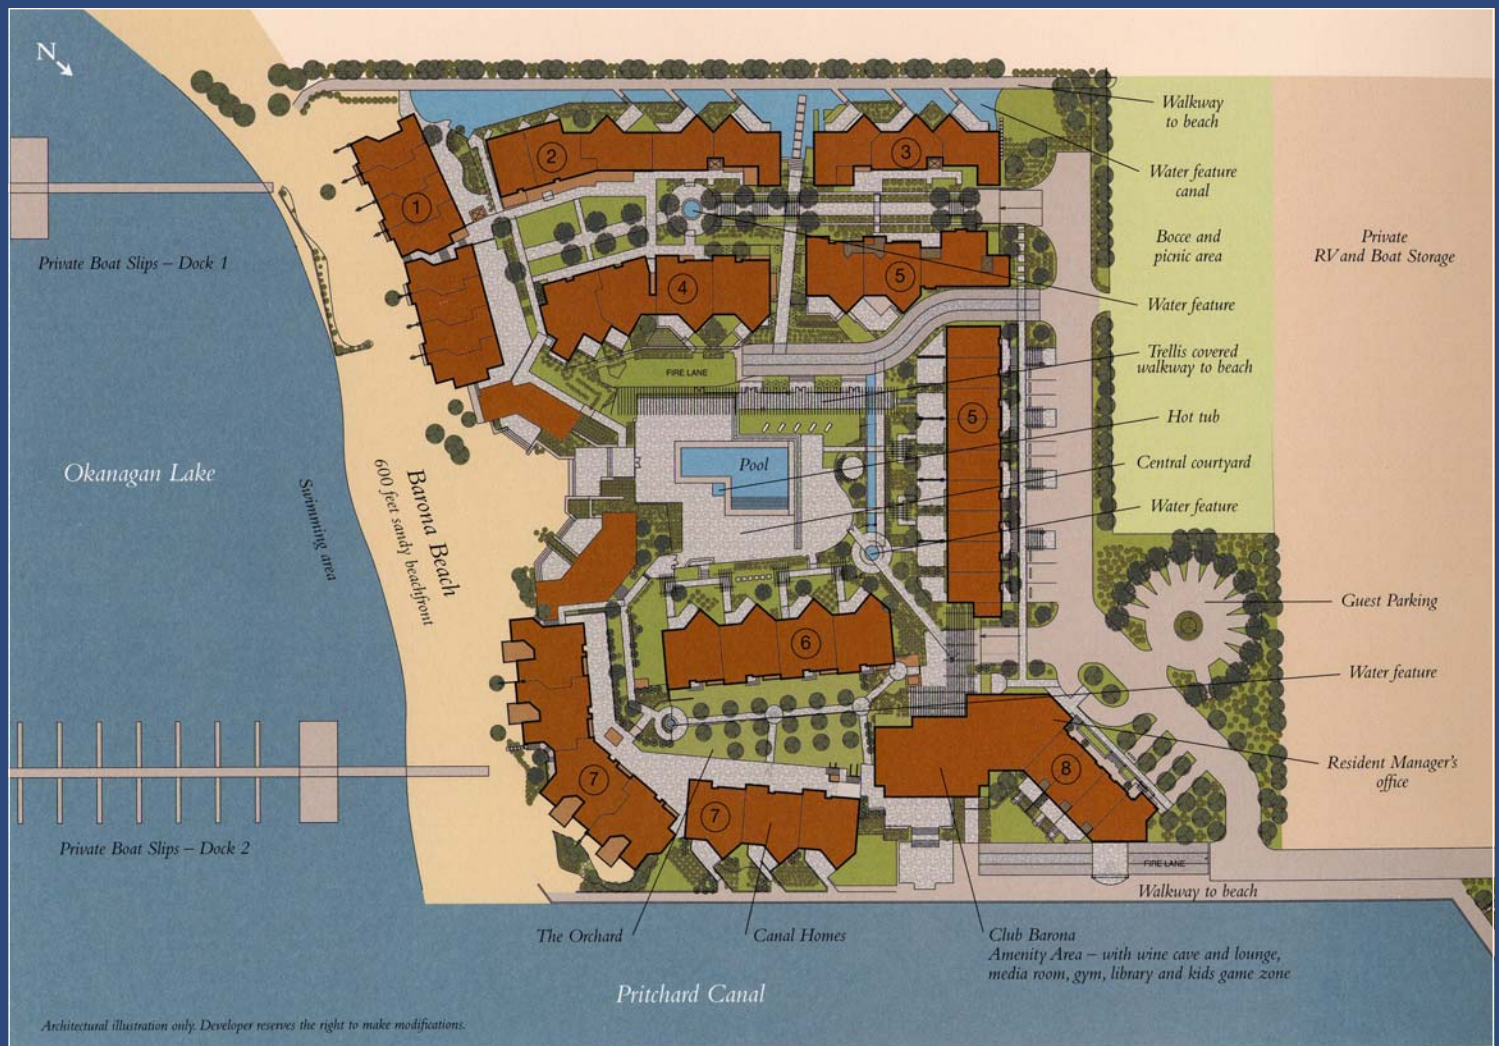 N
Walkway
to beach
Water feature
canal
Bocce and
picnic area
Private
RV and Boat Storage
Water feature
Trellis covered
walkway to beach
Hot tub
Central courtyard
Water feature
Guest Parking
Water feature
Resident Manager's
office
1
2
3
4
5
5
6
7
7
8
FIRE LANE
Pool
Private Boat Slips – Dock 1
Okanagan Lake
Swimming area
Barona Beach
600 feet sandy beachfront
Private Boat Slips – Dock 2
FIRE LANE
Walkway to beach
The Orchard
Canal Homes
Club Barona
Amenity Area – with wine cave and lounge,
media room, gym, library and kids game zone
Pritchard Canal
Architectural illustration only. Developer reserves the right to make modifications.